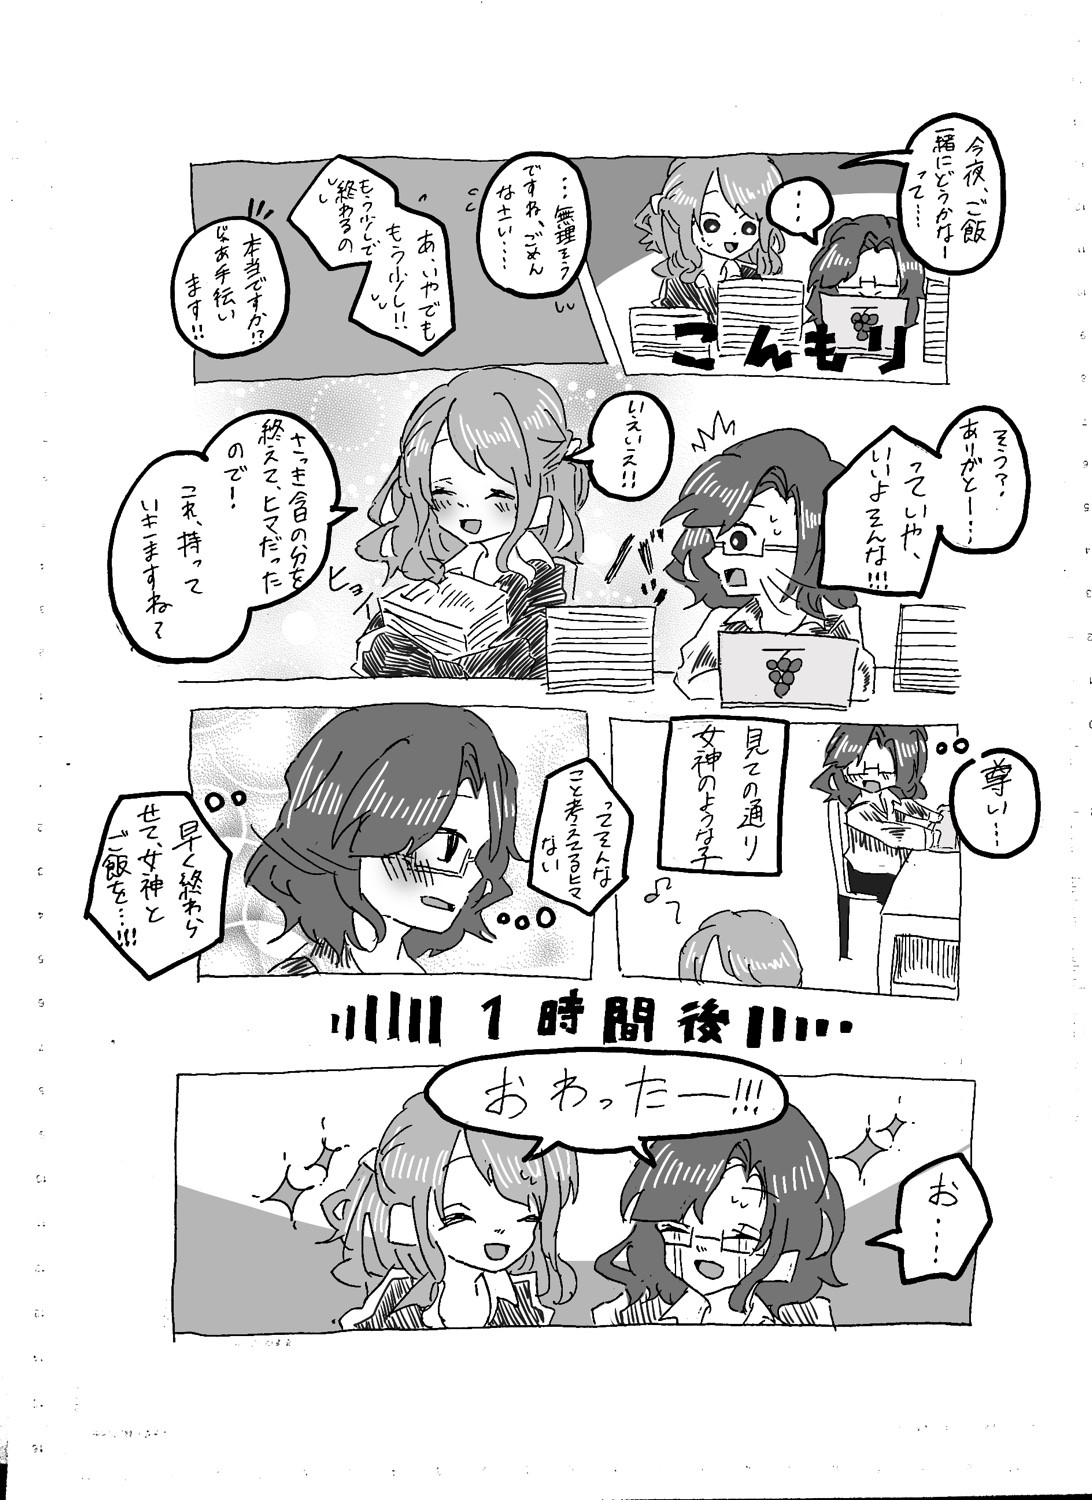 今夜、ご飯
一緒にどうかなー
って…
…
こんもり
…無理そう
ですね、ごめん
なさい……
あ、いやでも
もう少し!!
もう少しで
終わるの
本当ですか!?
じゃあ手伝い
ます!!
そう?
ありがとー…
っていや、
いいよそんな!!!
バッ
いえいえ!!
さっき今日の分を
終えて、ヒマだった
ので!
これ、持って
いきますね〜
ヒョイ
尊い…
見ての通り
女神のような子
♪
ってそんな
こと考えてるヒマ
ない
早く終わら
せて、女神と
ご飯を…!!!
1時間後
お…
おわったー!!!